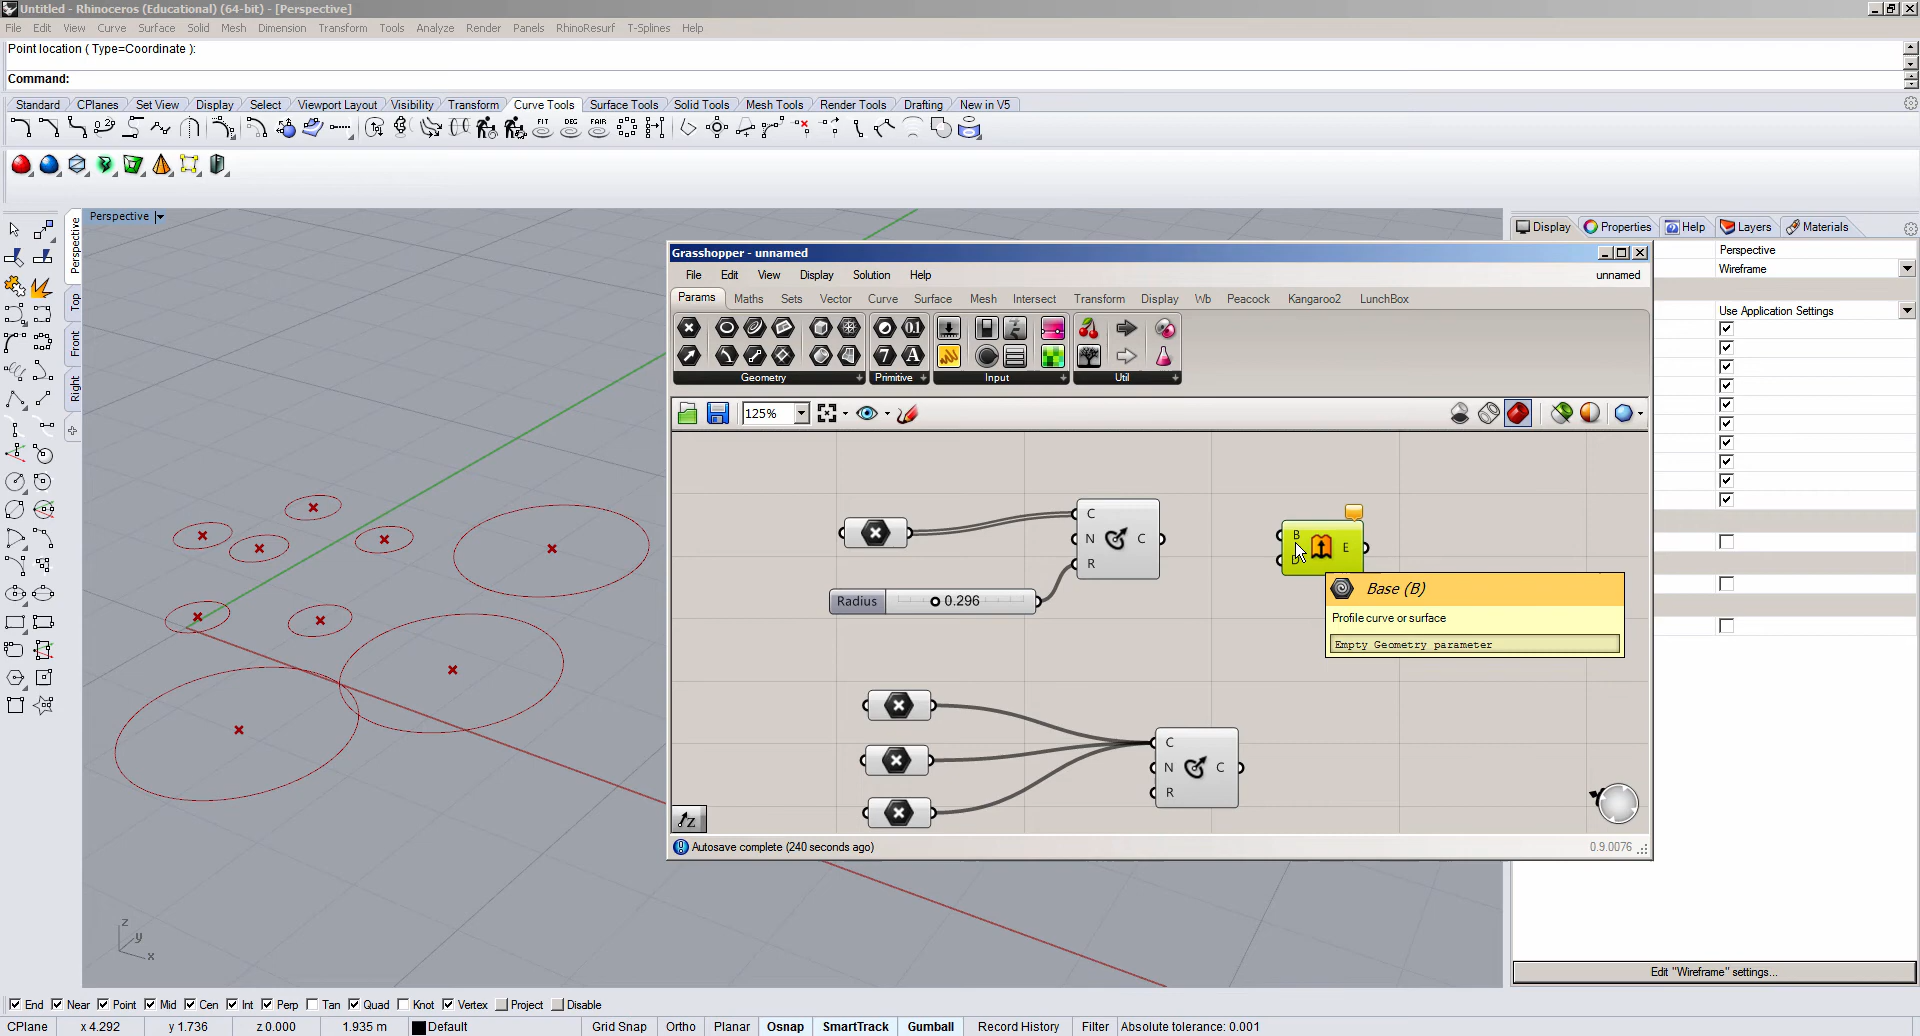 Untitled - Rhinoceros (Educational) (64-bit) - [Perspective]
File Edit View Curve Surface Solid Mesh Dimension Transform Tools Analyze Render Panels RhinoResurf T-Splines Help
Point location ( Type=Coordinate ):
Command:
Standard CPlanes Set View Display Select Viewport Layout Visibility Transform Curve Tools Surface Tools Solid Tools Mesh Tools Render Tools Drafting New in V5
FIT DEG FAIR
Perspective
Perspective
Top
Front
Right
Display Properties Help Layers Materials
Perspective
Wireframe
Use Application Settings
Edit "Wireframe" settings...
Grasshopper - unnamed
File Edit View Display Solution Help unnamed
Params Maths Sets Vector Curve Surface Mesh Intersect Transform Display Wb Peacock Kangaroo2 LunchBox
0.1
7 A
Geometry Primitive Input Util
125%
C
N C
R
Radius 0.296
B
D E
Base (B)
Profile curve or surface
Empty Geometry parameter
C
N C
R
Z
Autosave complete (240 seconds ago) 0.9.0076
z
y
x
End Near Point Mid Cen Int Perp Tan Quad Knot Vertex Project Disable
CPlane x 4.292 y 1.736 z 0.000 1.935 m Default Grid Snap Ortho Planar Osnap SmartTrack Gumball Record History Filter Absolute tolerance: 0.001